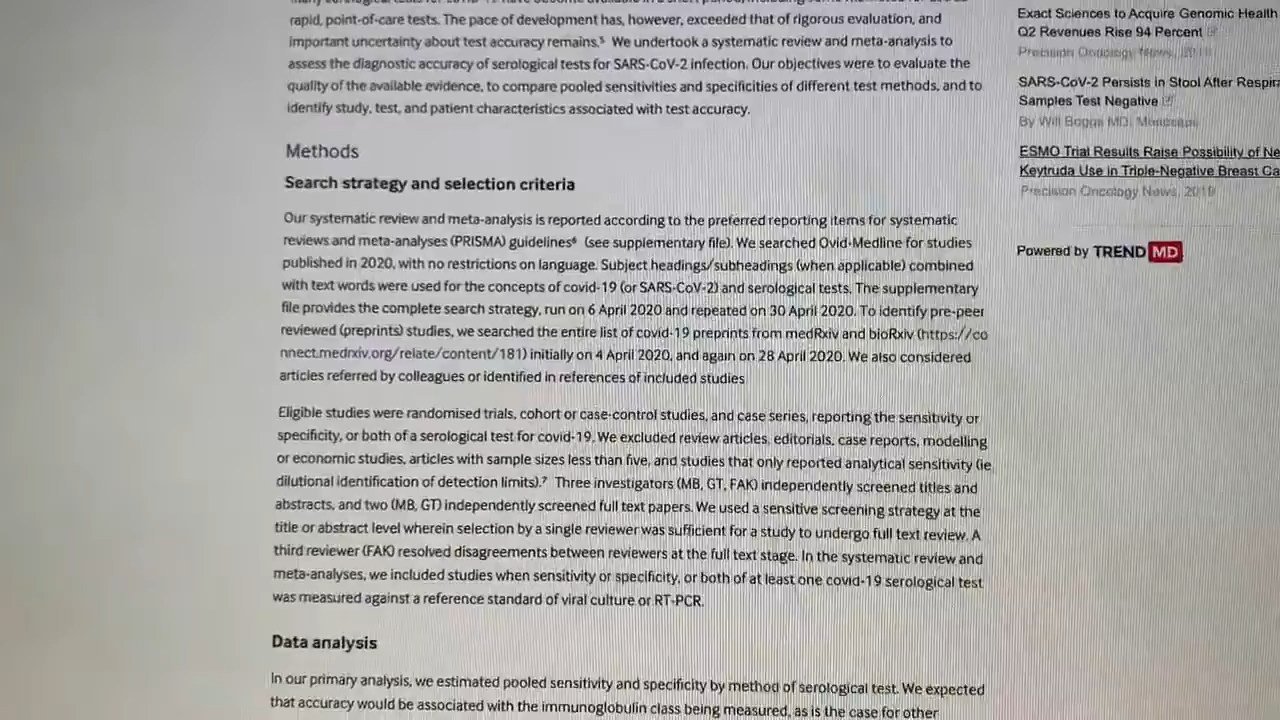 rapid, point-of-care tests. The pace of development has, however, exceeded that of rigorous evaluation, and
important uncertainty about test accuracy remains.⁵ We undertook a systematic review and meta-analysis to
assess the diagnostic accuracy of serological tests for SARS-CoV-2 infection. Our objectives were to evaluate the
quality of the available evidence, to compare pooled sensitivities and specificities of different test methods, and to
identify study, test, and patient characteristics associated with test accuracy.
Methods
Search strategy and selection criteria
Our systematic review and meta-analysis is reported according to the preferred reporting items for systematic
reviews and meta-analyses (PRISMA) guidelines⁶ (see supplementary file). We searched Ovid-Medline for studies
published in 2020, with no restrictions on language. Subject headings/subheadings (when applicable) combined
with text words were used for the concepts of covid-19 (or SARS-CoV-2) and serological tests. The supplementary
file provides the complete search strategy, run on 6 April 2020 and repeated on 30 April 2020. To identify pre-peer
reviewed (preprints) studies, we searched the entire list of covid-19 preprints from medRxiv and bioRxiv (https://co
nnect.medrxiv.org/relate/content/181) initially on 4 April 2020, and again on 28 April 2020. We also considered
articles referred by colleagues or identified in references of included studies
Eligible studies were randomised trials, cohort or case-control studies, and case series, reporting the sensitivity or
specificity, or both of a serological test for covid-19. We excluded review articles, editorials, case reports, modelling
or economic studies, articles with sample sizes less than five, and studies that only reported analytical sensitivity (ie
dilutional identification of detection limits).⁷ Three investigators (MB, GT, FAK) independently screened titles and
abstracts, and two (MB, GT) independently screened full text papers. We used a sensitive screening strategy at the
title or abstract level wherein selection by a single reviewer was sufficient for a study to undergo full text review. A
third reviewer (FAK) resolved disagreements between reviewers at the full text stage. In the systematic review and
meta-analyses, we included studies when sensitivity or specificity, or both of at least one covid-19 serological test
was measured against a reference standard of viral culture or RT-PCR.
Data analysis
In our primary analysis, we estimated pooled sensitivity and specificity by method of serological test. We expected
that accuracy would be associated with the immunoglobulin class being measured, as is the case for other
Exact Sciences to Acquire Genomic Health
Q2 Revenues Rise 94 Percent
Precision Oncology News,
SARS-CoV-2 Persists in Stool After
Samples Test Negative
By Will Boggs MD,
ESMO Trial Results Raise Possibility of
Keytruda Use in Triple-Negative Breast
Precision Oncology News, 2019
Powered by TREND MD